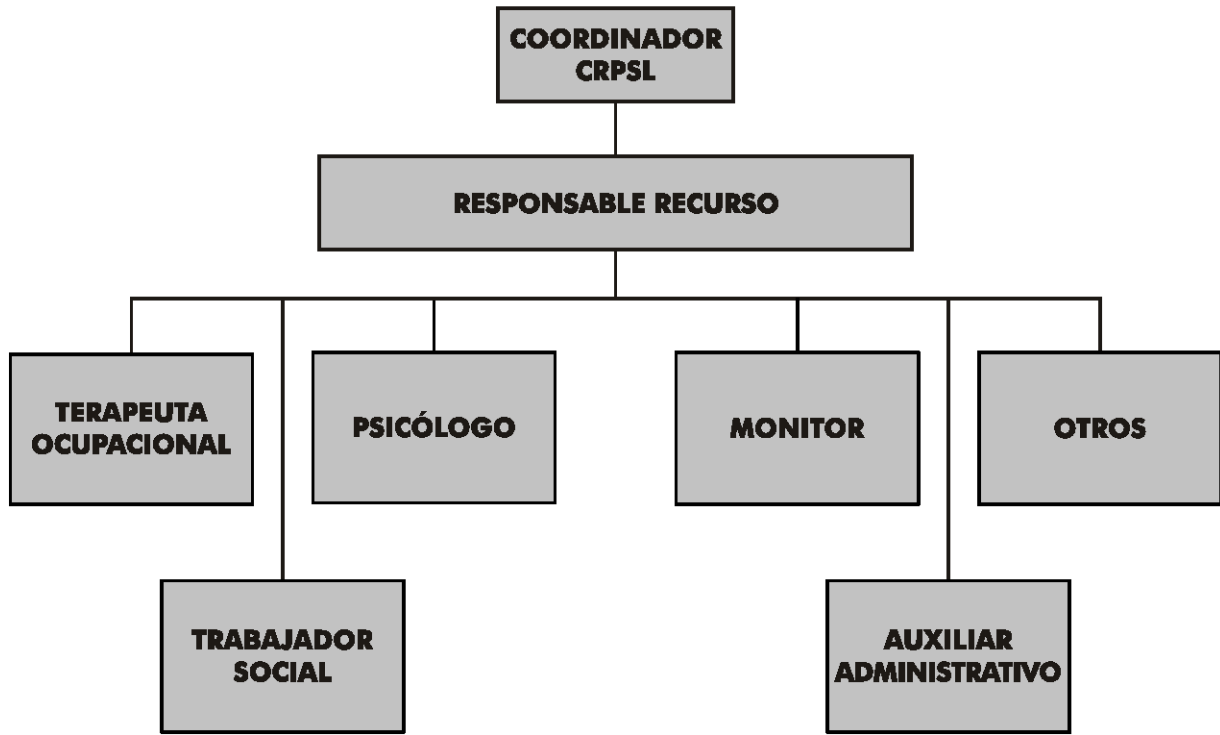 COORDINADOR
CRPSL
RESPONSABLE RECURSO
TERAPEUTA
OCUPACIONAL
PSICÓLOGO
MONITOR
OTROS
TRABAJADOR
SOCIAL
AUXILIAR
ADMINISTRATIVO